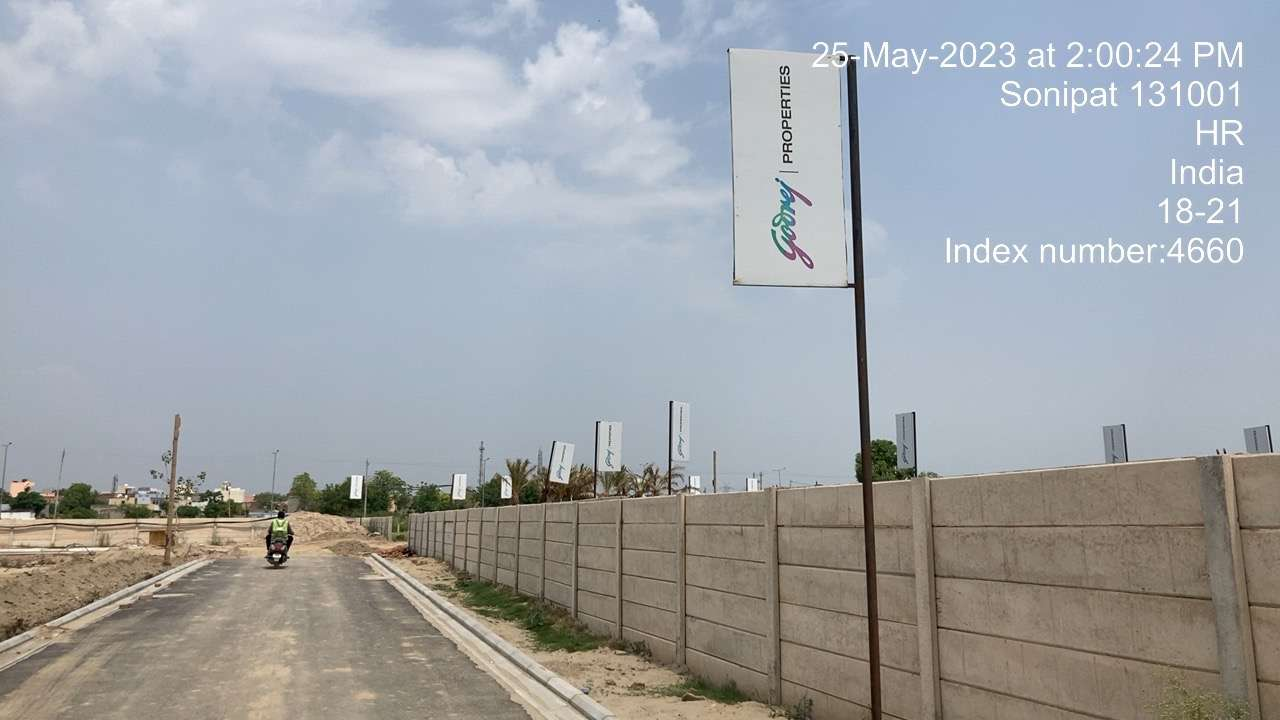 25-May-2023 at 2:00:24 PM
Sonipat 131001
HR
India
18-21
Index number:4660
Godrej | PROPERTIES